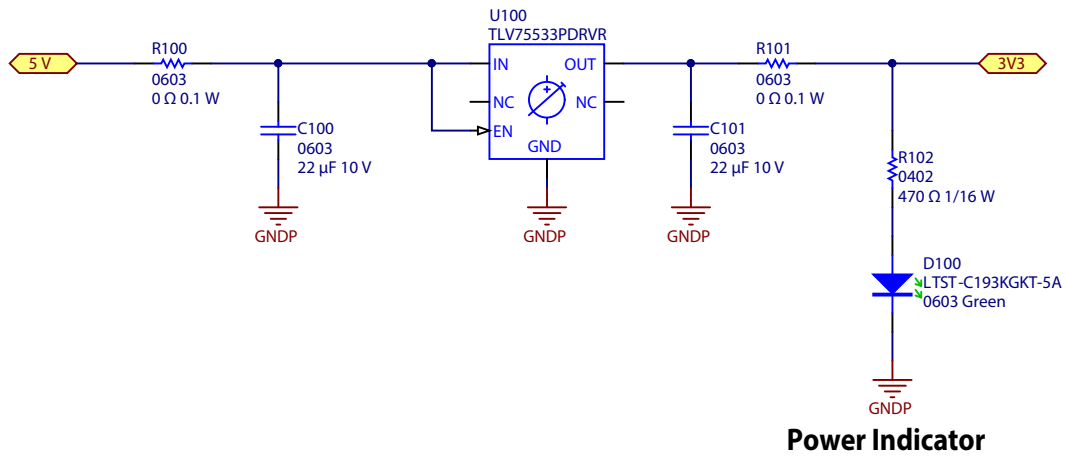 U100
TLV75533PDRVR
5 V
R100
0603
0 Ω 0.1 W
C100
0603
22 µF 10 V
GNDP
IN
OUT
NC
NC
EN
GND
GNDP
C101
0603
22 µF 10 V
GNDP
R101
0603
0 Ω 0.1 W
3V3
R102
0402
470 Ω 1/16 W
D100
LTST-C193KGKT-5A
0603 Green
GNDP
Power Indicator